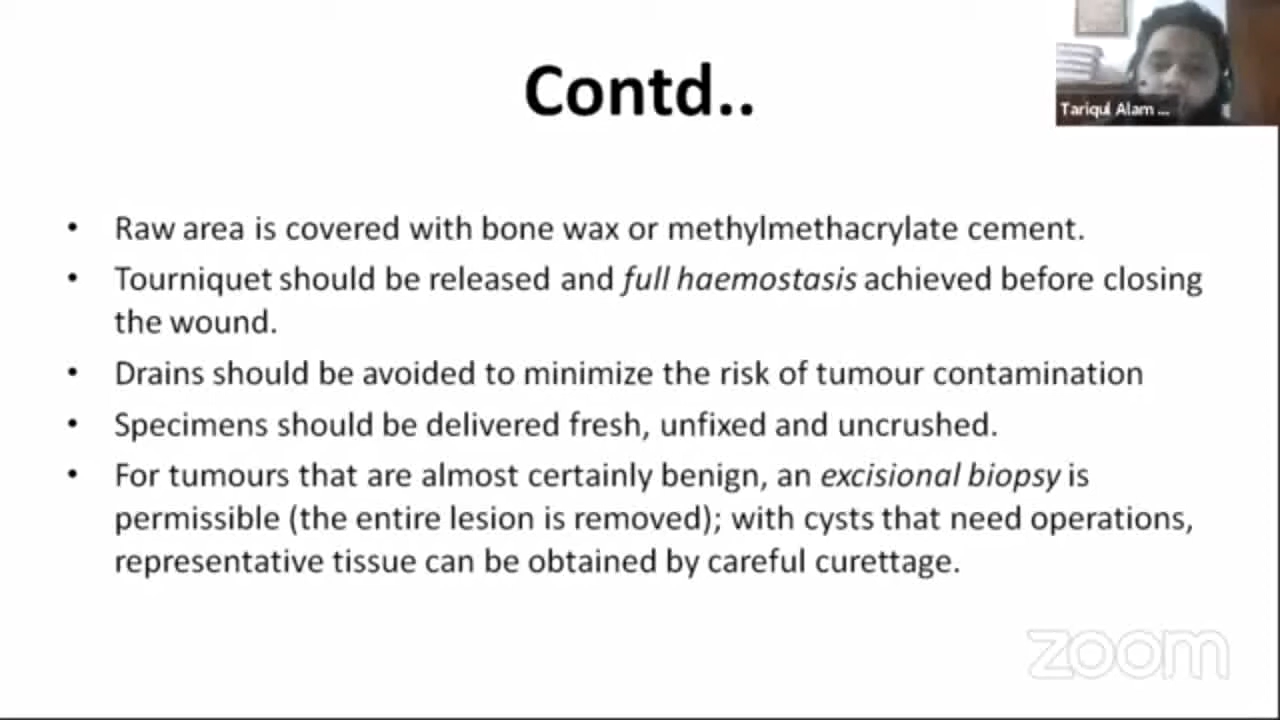 Contd..
Tariqul Alam ...
• Raw area is covered with bone wax or methylmethacrylate cement.
• Tourniquet should be released and full haemostasis achieved before closing
the wound.
• Drains should be avoided to minimize the risk of tumour contamination
• Specimens should be delivered fresh, unfixed and uncrushed.
• For tumours that are almost certainly benign, an excisional biopsy is
permissible (the entire lesion is removed); with cysts that need operations,
representative tissue can be obtained by careful curettage.
zoom